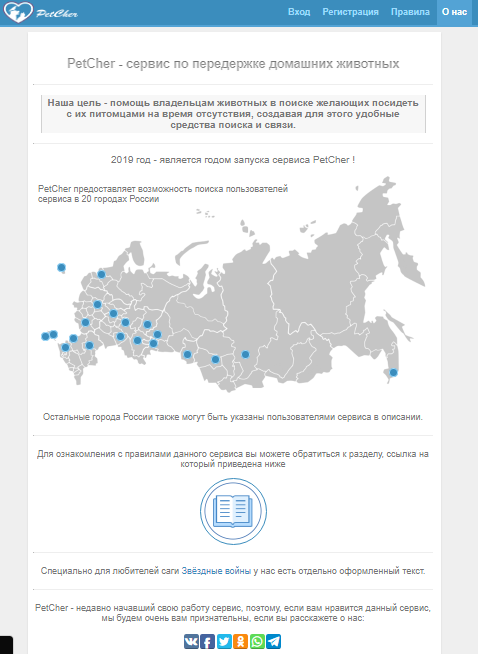 PetCher
Вход Регистрация Правила О нас
PetCher - сервис по передержке домашних животных
Наша цель - помощь владельцам животных в поиске желающих посидеть
с их питомцами на время отсутствия, создавая для этого удобные
средства поиска и связи.
2019 год - является годом запуска сервиса PetCher !
PetCher предоставляет возможность поиска пользователей
сервиса в 20 городах России
Остальные города России также могут быть указаны пользователями сервиса в описании.
Для ознакомления с правилами данного сервиса вы можете обратиться к разделу, ссылка на
который приведена ниже
Специально для любителей саги Звёздные войны у нас есть отдельно оформленный текст.
PetCher - недавно начавший свою работу сервис, поэтому, если вам нравится данный сервис,
мы будем очень вам признательны, если вы расскажете о нас: